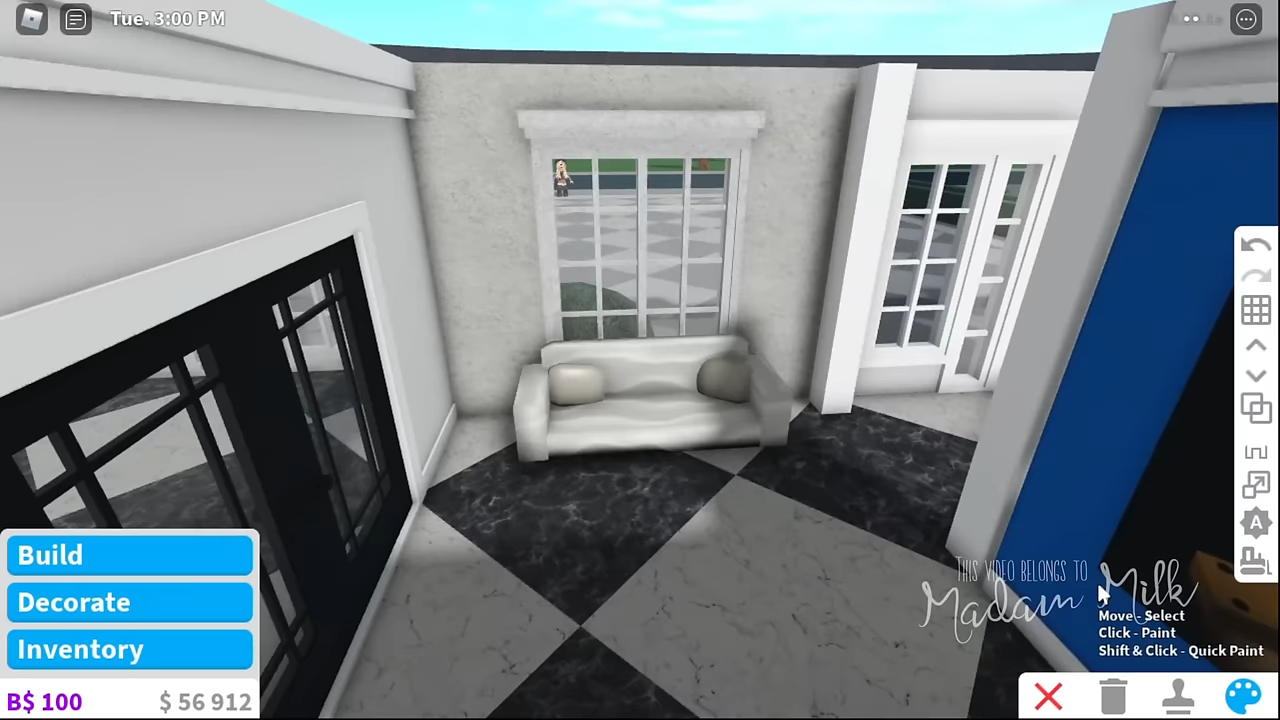 Tue. 3:00 PM
Build
Decorate
Inventory
B$ 100
$ 56 912
THIS VIDEO BELONGS TO
Madam Milk
Move - Select
Click - Paint
Shift & Click - Quick Paint
A